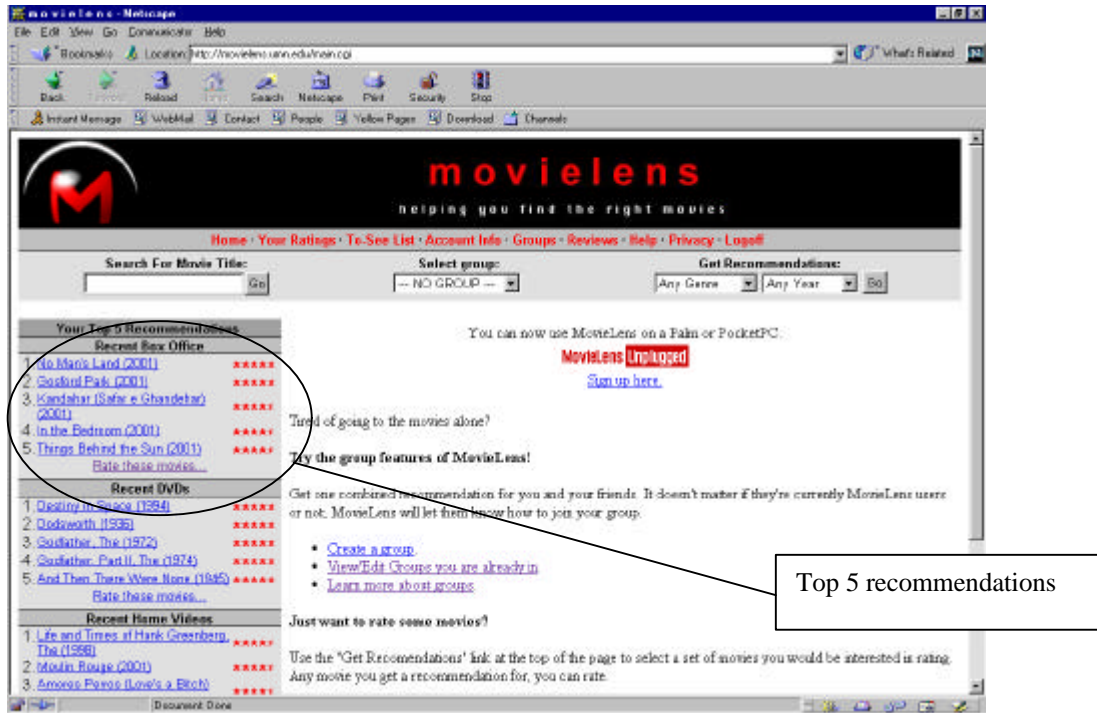 movielens - Netscape
File Edit View Go Communicator Help
Bookmarks Location: http://movielens.umn.edu/main.cgi What's Related
Back Reload Search Netscape Print Security Stop
Instant Message WebMail Contact People Yellow Pages Download Channels
movielens
helping you find the right movies
Home · Your Ratings · To-See List · Account Info · Groups · Reviews · Help · Privacy · Logoff
Search For Movie Title: Select group: Get Recommendations:
Go -- NO GROUP -- Any Genre Any Year Go
Your Top 5 Recommendations
Recent Box Office
1. No Man's Land (2001)
2. Gosford Park (2001)
3. Kandahar (Safar e Ghandehar)
(2001)
4. In the Bedroom (2001)
5. Things Behind the Sun (2001)
Rate these movies...
Recent DVDs
1. Destiny in Space (1994)
2. Dodsworth (1936)
3. Godfather, The (1972)
4. Godfather: Part II, The (1974)
5. And Then There Were None (1945)
Rate these movies...
Recent Home Videos
1. Life and Times of Hank Greenberg,
The (1998)
2. Moulin Rouge (2001)
3. Amores Perros (Love's a Bitch)
You can now use MovieLens on a Palm or PocketPC.
MovieLens Unplugged
Sign up here.
Tired of going to the movies alone?
Try the group features of MovieLens!
Get one combined recommendation for you and your friends. It doesn't matter if they're currently MovieLens users
or not, MovieLens will let them know how to join your group.
Create a group.
View/Edit Groups you are already in
Learn more about groups
Just want to rate some movies?
Use the "Get Recomendations" link at the top of the page to select a set of movies you would be interested in rating.
Any movie you get a recommendation for, you can rate.
Document Done
Top 5 recommendations